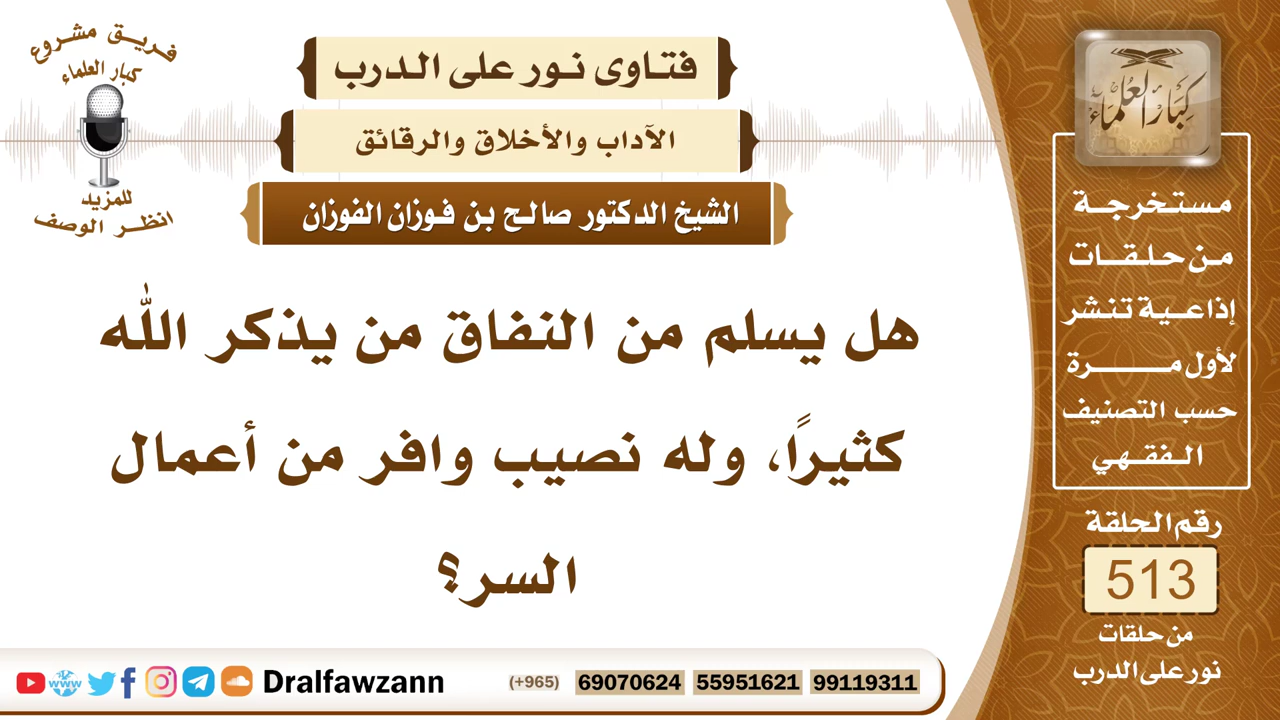 فريق مشروع
كبار العلماء
للمزيد
انظر الوصف
فتاوى نور على الدرب
الآداب والأخلاق والرقائق
الشيخ الدكتور صالح بن فوزان الفوزان
هل يسلم من النفاق من يذكر الله
كثيرًا، وله نصيب وافر من أعمال
السر؟
كبار العلماء
مستخرجة
من حلقات
إذاعية تنشر
لأول مرة
حسب التصنيف
الفقهي
رقم الحلقة
513
من حلقات
نور على الدرب
www Dralfawzann (+965) 69070624 55951621 99119311